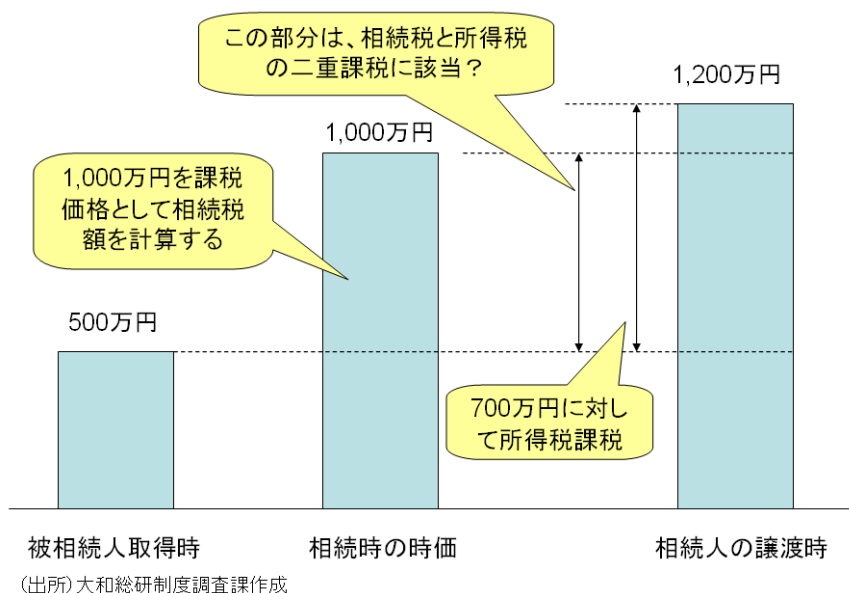 この部分は、相続税と所得税
の二重課税に該当？
1,200万円
1,000万円
1,000万円を課税
価格として相続税
額を計算する
500万円
700万円に対し
て所得税課税
被相続人取得時
相続時の時価
相続人の譲渡時
（出所）大和総研制度調査課作成